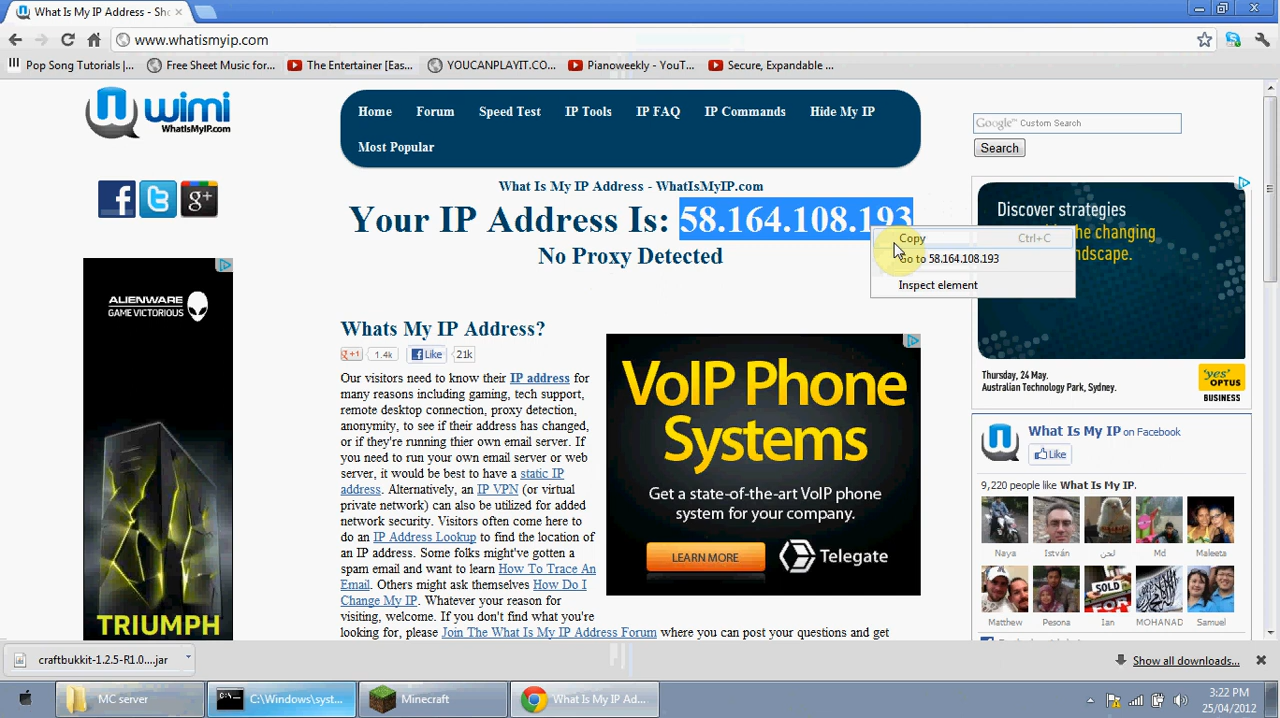 What Is My IP Address - Sho
www.whatismyip.com
Pop Song Tutorials |...
Free Sheet Music for...
The Entertainer [Eas...
YOUCANPLAYIT.CO...
Pianoweekly - YouT...
Secure, Expandable ...
wimi
WhatIsMyIP.com
Home
Forum
Speed Test
IP Tools
IP FAQ
IP Commands
Hide My IP
Most Popular
Google™ Custom Search
Search
What Is My IP Address - WhatIsMyIP.com
Your IP Address Is: 58.164.108.193
No Proxy Detected
Copy Ctrl+C
Go to 58.164.108.193
Inspect element
Discover strategies
the changing
landscape.
Thursday, 24 May.
Australian Technology Park, Sydney.
'yes'
OPTUS
BUSINESS
ALIENWARE
GAME VICTORIOUS
TRIUMPH
Whats My IP Address?
+1 1.4k Like 21k
Our visitors need to know their IP address for
many reasons including gaming, tech support,
remote desktop connection, proxy detection,
anonymity, to see if their address has changed,
or if they're running thier own email server. If
you need to run your own email server or web
server, it would be best to have a static IP
address. Alternatively, an IP VPN (or virtual
private network) can also be utilized for added
network security. Visitors often come here to
do an IP Address Lookup to find the location of
an IP address. Some folks might've gotten a
spam email and want to learn How To Trace An
Email. Others might ask themselves How Do I
Change My IP. Whatever your reason for
visiting, welcome. If you don't find what you're
looking for, please Join The What Is My IP Address Forum where you can post your questions and get
VoIP Phone
Systems
Get a state-of-the-art VoIP phone
system for your company.
LEARN MORE
Telegate
What Is My IP on Facebook
Like
9,220 people like What Is My IP.
Naya
István
لحن
Md
Maleeta
SOLD
FOR
Matthew
Pesona
Ian
MOHANAD
Samuel
craftbukkit-1.2.5-R1.0....jar
Show all downloads...
MC server
C:\Windows\syst...
Minecraft
What Is My IP Ad...
3:22 PM
25/04/2012